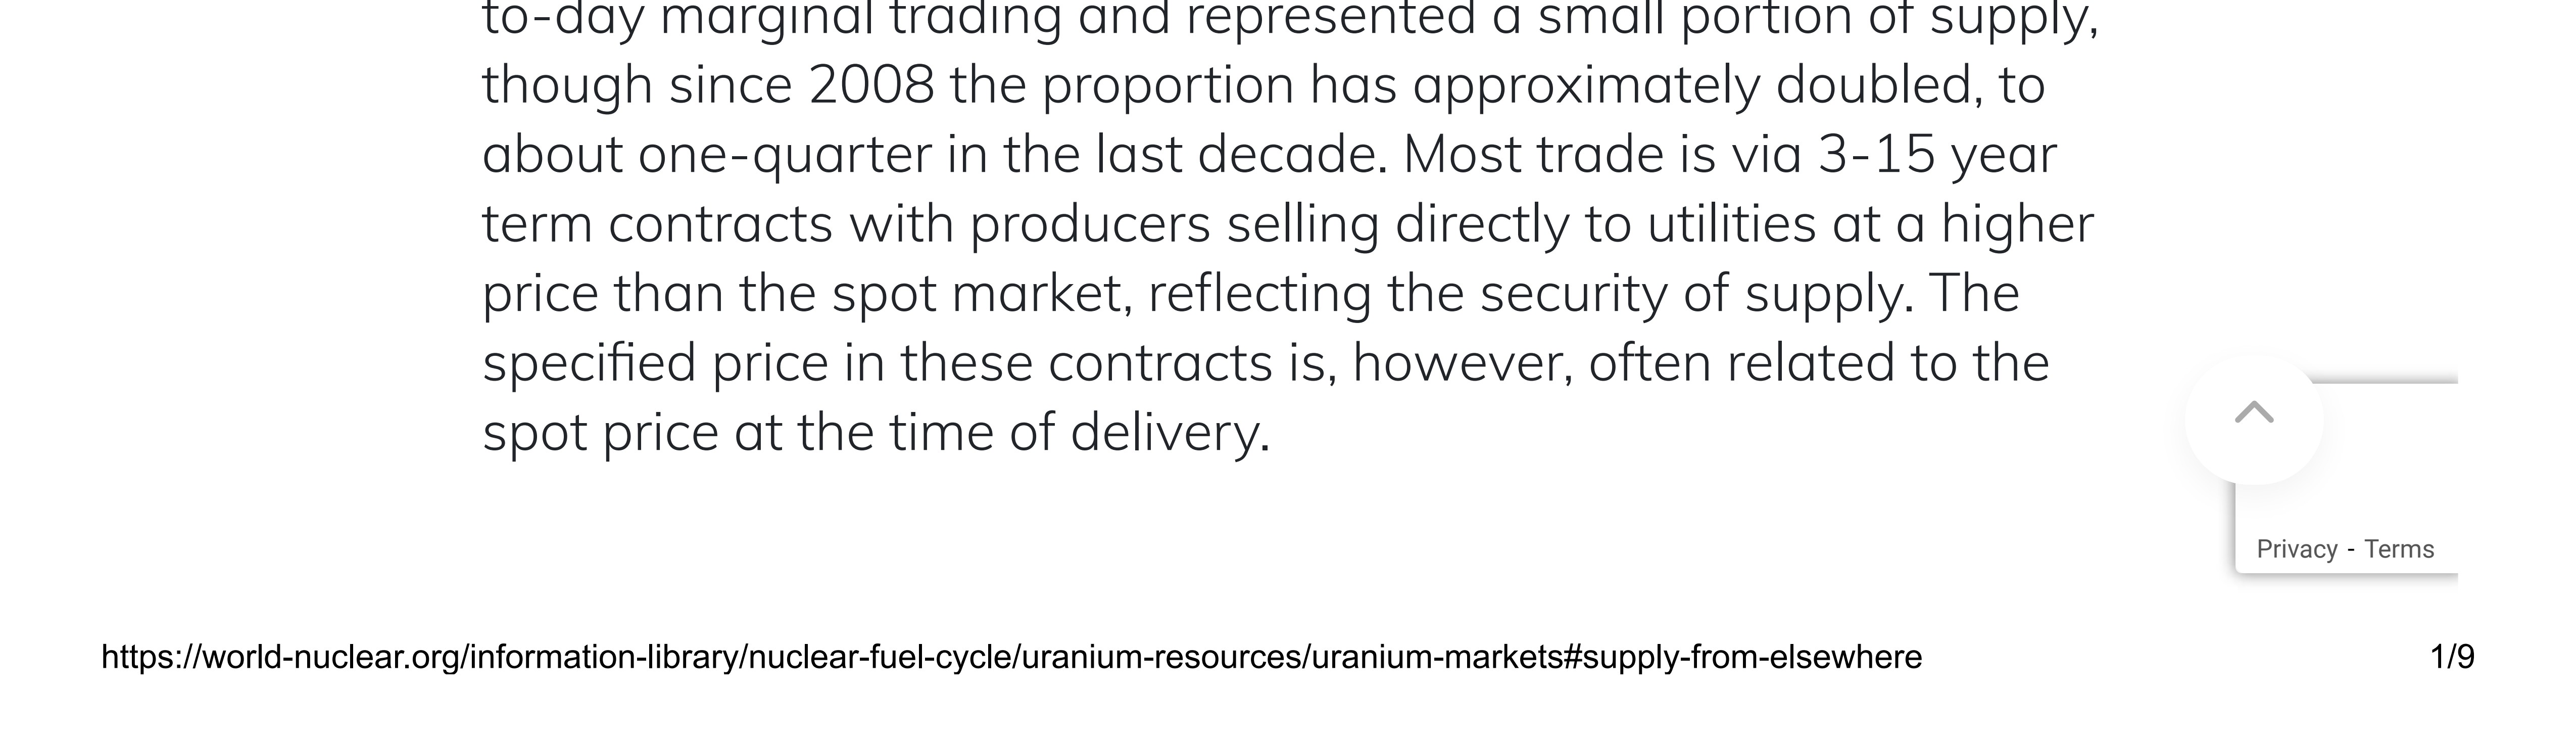 to-day marginal trading and represented a small portion of supply,
though since 2008 the proportion has approximately doubled, to
about one-quarter in the last decade. Most trade is via 3-15 year
term contracts with producers selling directly to utilities at a higher
price than the spot market, reflecting the security of supply. The
specified price in these contracts is, however, often related to the
spot price at the time of delivery.
Privacy - Terms
https://world-nuclear.org/information-library/nuclear-fuel-cycle/uranium-resources/uranium-markets#supply-from-elsewhere 1/9